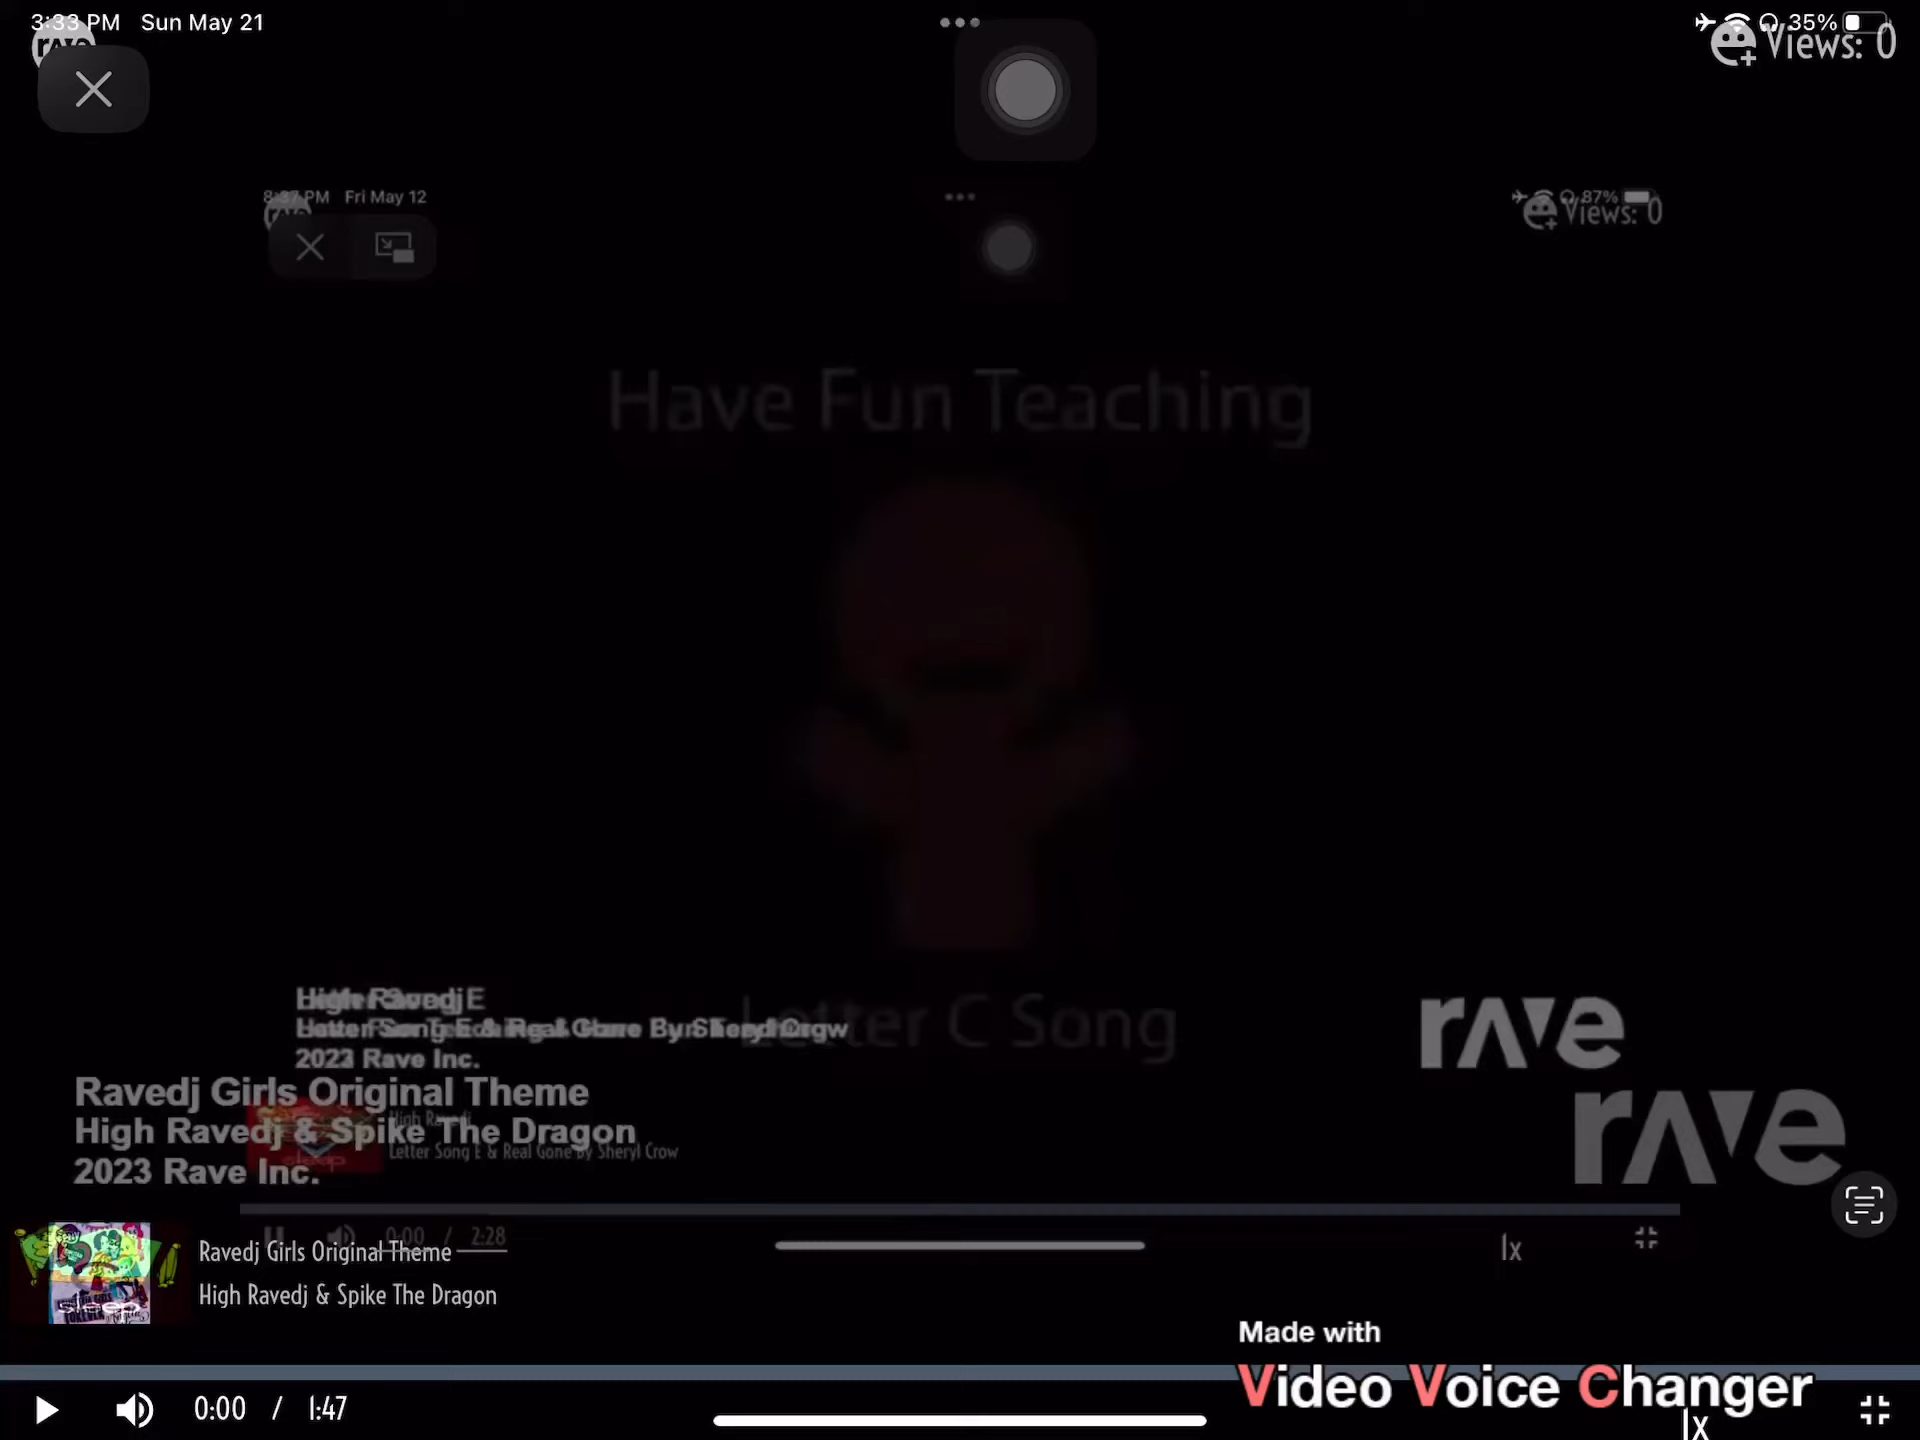 3:33 PM Sun May 21
35%
Views: 0
8:37 PM Fri May 12
87%
Views: 0
Have Fun Teaching
Letter C Song
2023 Rave Inc.
rave
Ravedj Girls Original Theme
High Ravedj & Spike The Dragon
2023 Rave Inc.
rave
High Ravedj
Letter Song E & Real Gone By Sheryl Crow
0:00 / 2:28
1x
Ravedj Girls Original Theme
High Ravedj & Spike The Dragon
sleep
Made with
Video Voice Changer
0:00 / 1:47
1x